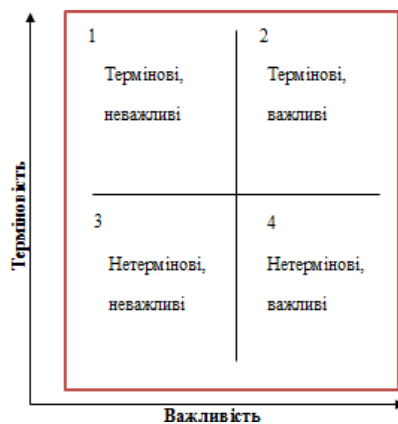 1
Термінові,
неважливі
2
Термінові,
важливі
3
Нетермінові,
неважливі
4
Нетермінові,
важливі
Терміновість
Важливість